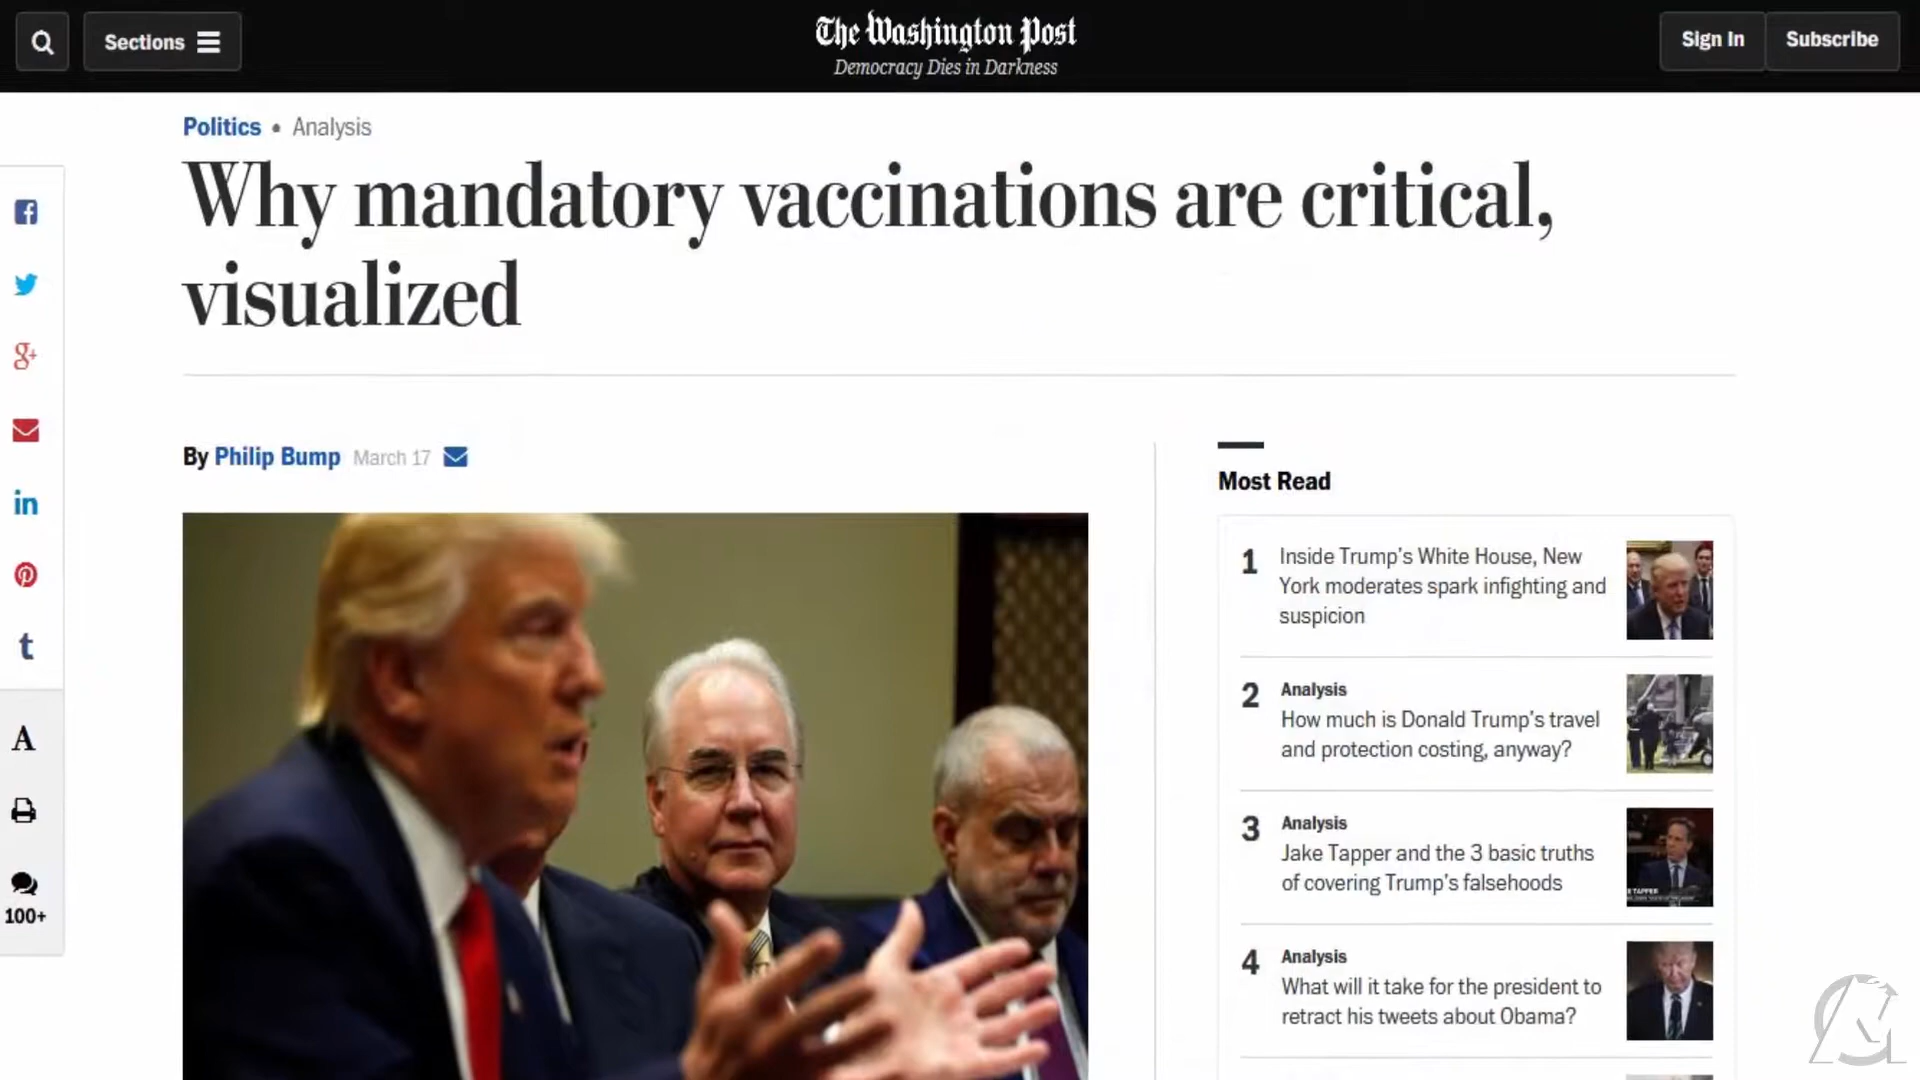 Sections
The Washington Post
Democracy Dies in Darkness
Sign In
Subscribe
Politics • Analysis
Why mandatory vaccinations are critical,
visualized
By Philip Bump March 17
Most Read
1
Inside Trump's White House, New
York moderates spark infighting and
suspicion
2
Analysis
How much is Donald Trump's travel
and protection costing, anyway?
3
Analysis
Jake Tapper and the 3 basic truths
of covering Trump's falsehoods
4
Analysis
What will it take for the president to
retract his tweets about Obama?
g+
in
t
A
100+